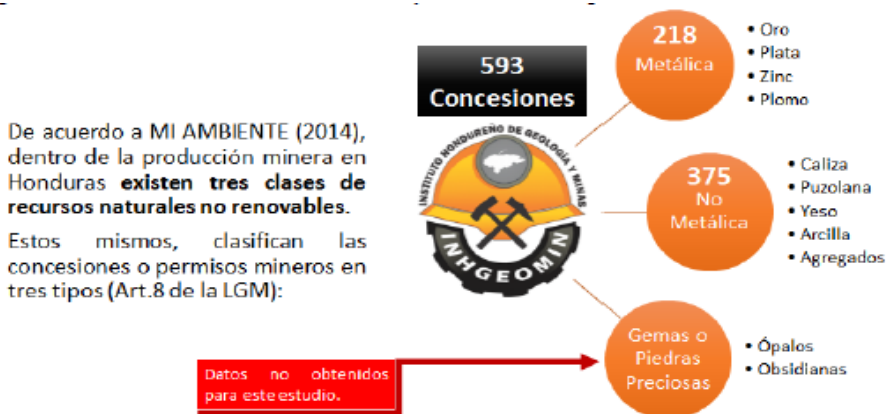 De acuerdo a MI AMBIENTE (2014),
dentro de la producción minera en
Honduras existen tres clases de
recursos naturales no renovables.
Estos mismos, clasifican las
concesiones o permisos mineros en
tres tipos (Art.8 de la LGM):
593
Concesiones
INSTITUTO HONDUREÑO DE GEOLOGÍA Y MINAS
INHGEOMIN
218
Metálica
• Oro
• Plata
• Zinc
• Plomo
375
No
Metálica
• Caliza
• Puzolana
• Yeso
• Arcilla
• Agregados
Gemas o
Piedras
Preciosas
• Ópalos
• Obsidianas
Datos no obtenidos
para este estudio.